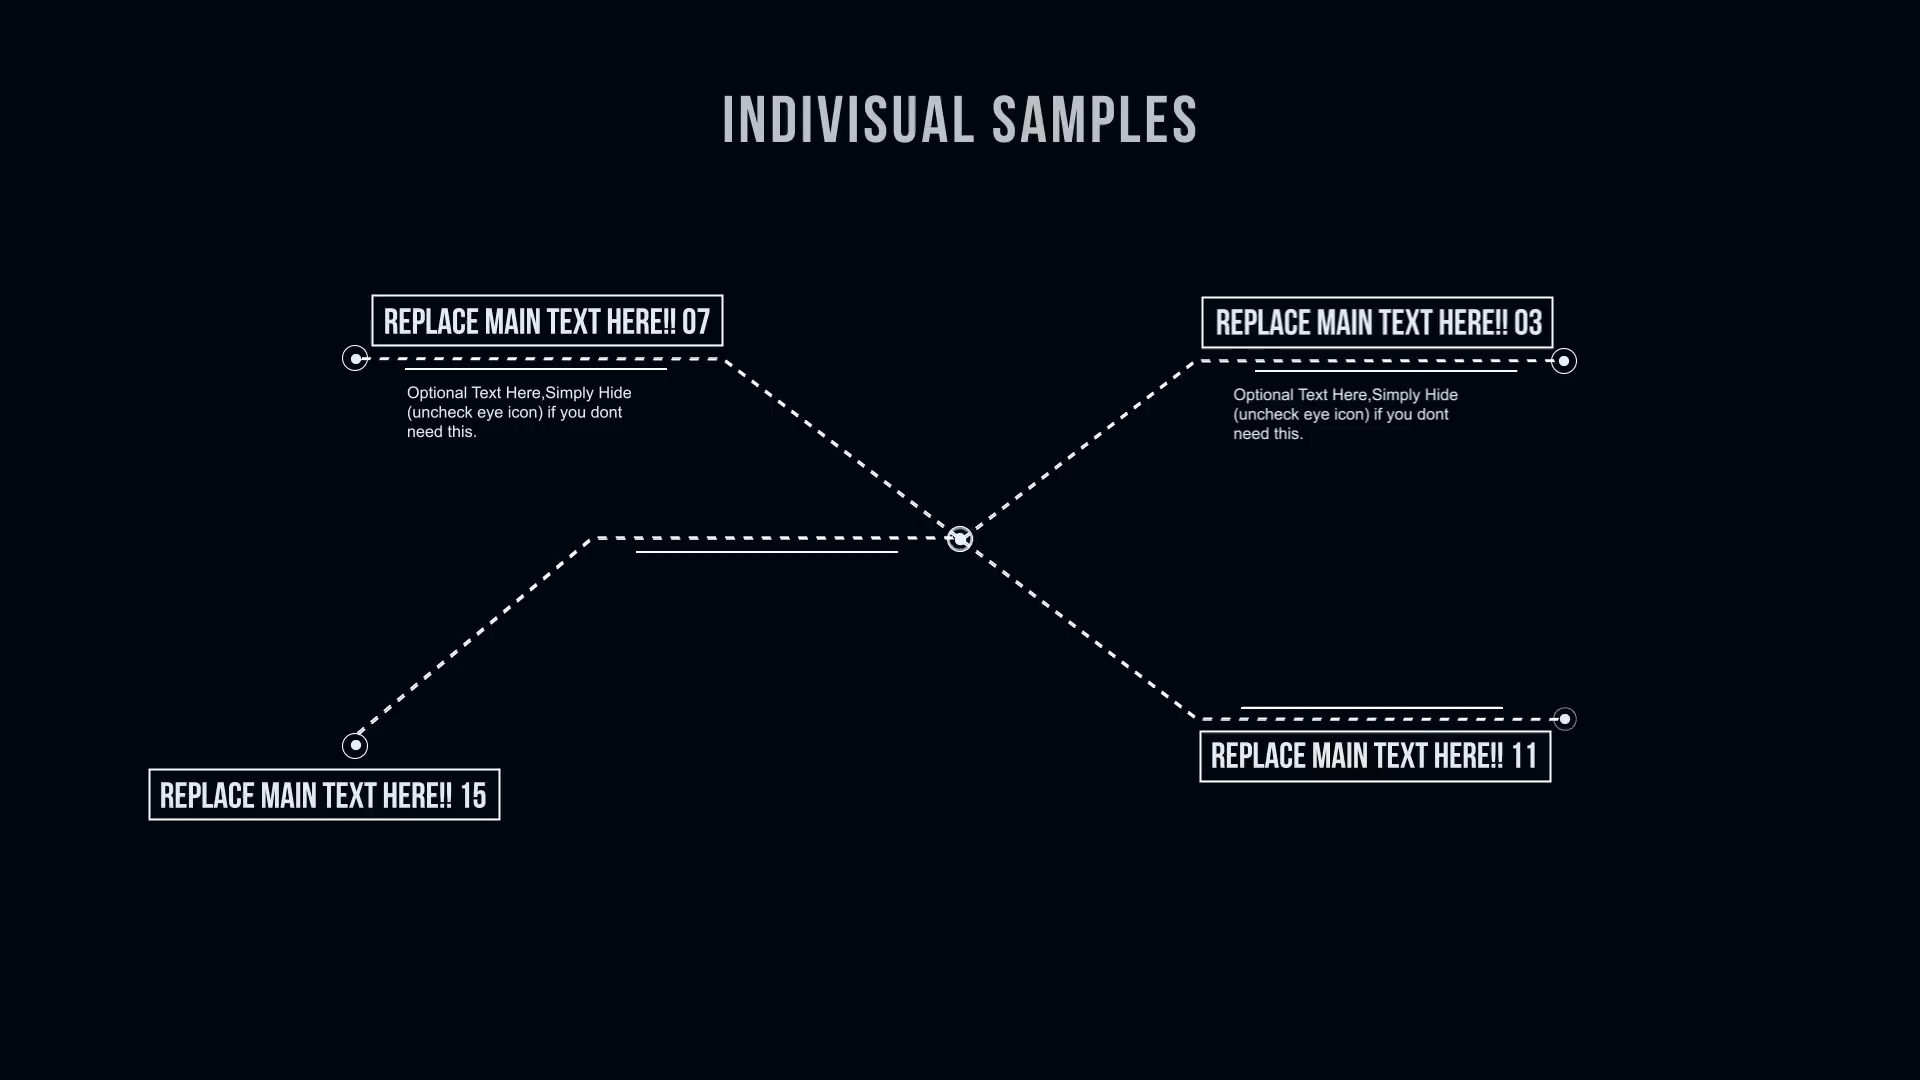 INDIVISUAL SAMPLES
REPLACE MAIN TEXT HERE!! 07
Optional Text Here,Simply Hide
(uncheck eye icon) if you dont
need this.
REPLACE MAIN TEXT HERE!! 03
Optional Text Here,Simply Hide
(uncheck eye icon) if you dont
need this.
REPLACE MAIN TEXT HERE!! 15
REPLACE MAIN TEXT HERE!! 11